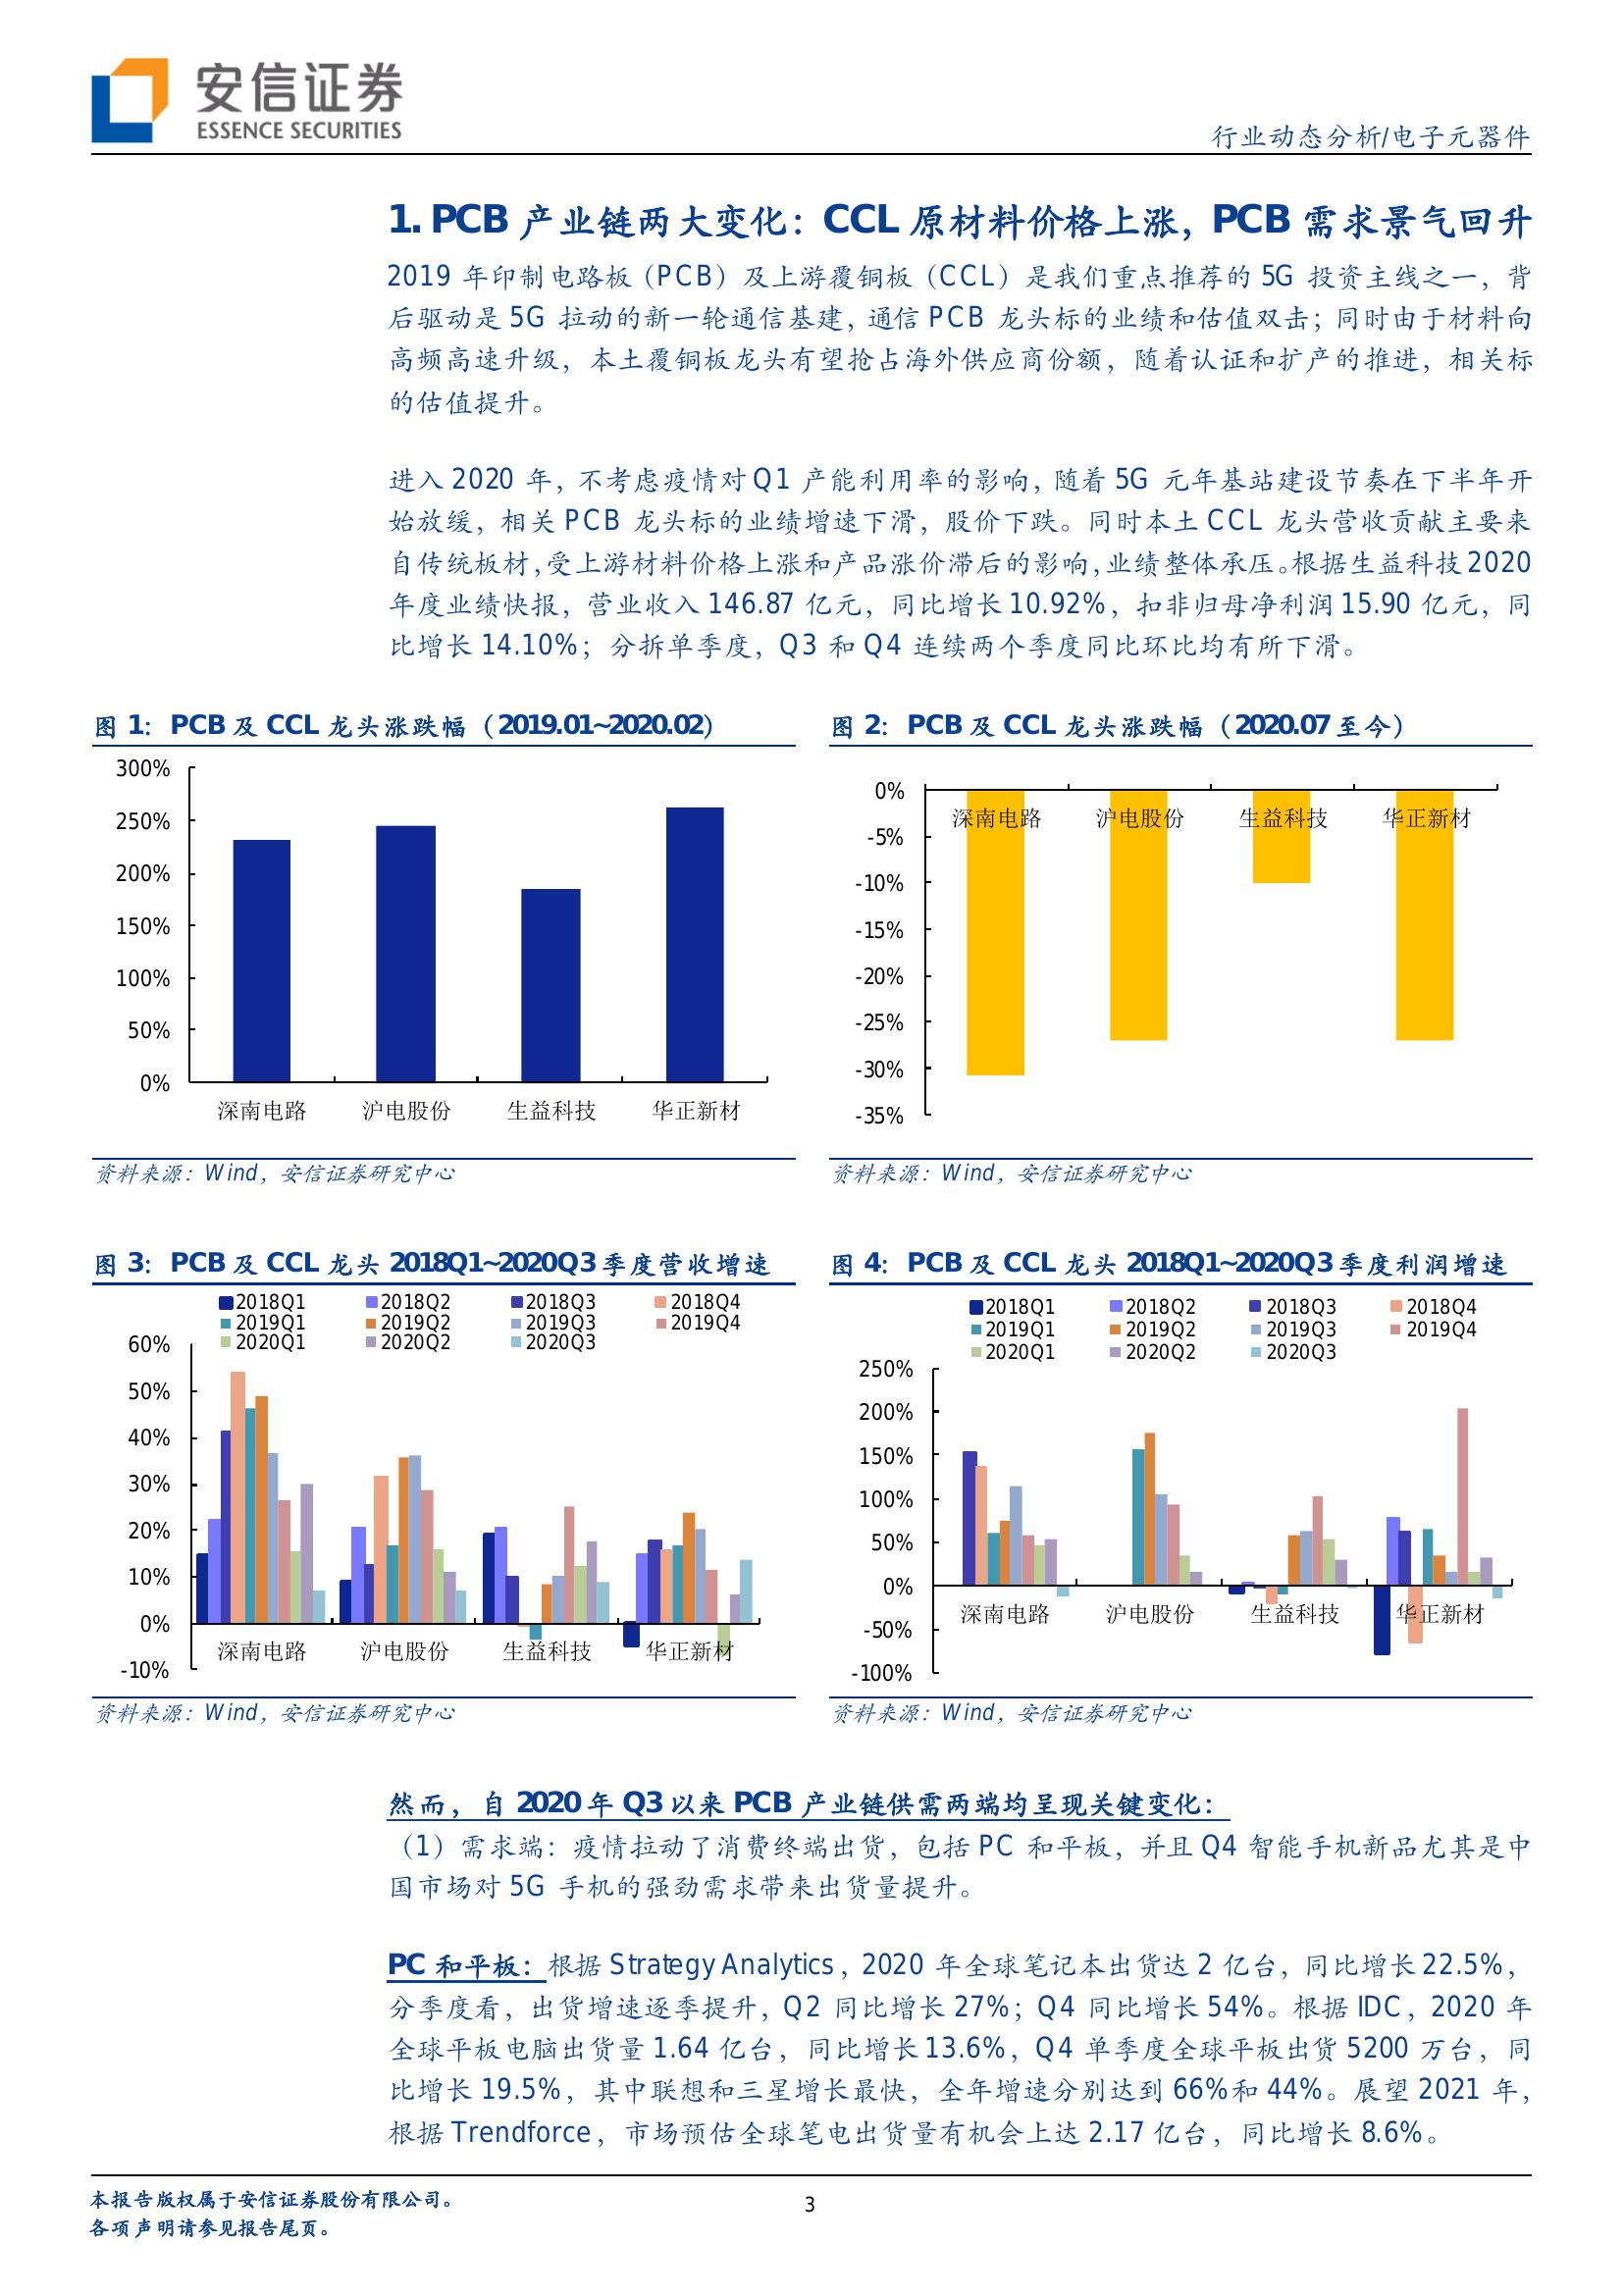 安信证券
ESSENCE SECURITIES
行业动态分析/电子元器件
1. PCB 产业链两大变化：CCL 原材料价格上涨，PCB 需求景气回升
2019 年印制电路板（PCB）及上游覆铜板（CCL）是我们重点推荐的 5G 投资主线之一，背
后驱动是 5G 拉动的新一轮通信基建，通信 PCB 龙头标的业绩和估值双击；同时由于材料向
高频高速升级，本土覆铜板龙头有望抢占海外供应商份额，随着认证和扩产的推进，相关标
的估值提升。
进入 2020 年，不考虑疫情对 Q1 产能利用率的影响，随着 5G 元年基站建设节奏在下半年开
始放缓，相关 PCB 龙头标的业绩增速下滑，股价下跌。同时本土 CCL 龙头营收贡献主要来
自传统板材，受上游材料价格上涨和产品涨价滞后的影响，业绩整体承压。根据生益科技 2020
年度业绩快报，营业收入 146.87 亿元，同比增长 10.92%，扣非归母净利润 15.90 亿元，同
比增长 14.10%；分拆单季度，Q3 和 Q4 连续两个季度同比环比均有所下滑。
图 1：PCB 及 CCL 龙头涨跌幅（2019.01~2020.02）
300%
250%
200%
150%
100%
50%
0%
深南电路 沪电股份 生益科技 华正新材
资料来源：Wind，安信证券研究中心
图 2：PCB 及 CCL 龙头涨跌幅（2020.07 至今）
0%
深南电路 沪电股份 生益科技 华正新材
-5%
-10%
-15%
-20%
-25%
-30%
-35%
资料来源：Wind，安信证券研究中心
图 3：PCB 及 CCL 龙头 2018Q1~2020Q3 季度营收增速
2018Q1 2018Q2 2018Q3 2018Q4
2019Q1 2019Q2 2019Q3 2019Q4
2020Q1 2020Q2 2020Q3
60%
50%
40%
30%
20%
10%
0%
-10%
深南电路 沪电股份 生益科技 华正新材
资料来源：Wind，安信证券研究中心
图 4：PCB 及 CCL 龙头 2018Q1~2020Q3 季度利润增速
2018Q1 2018Q2 2018Q3 2018Q4
2019Q1 2019Q2 2019Q3 2019Q4
2020Q1 2020Q2 2020Q3
250%
200%
150%
100%
50%
0%
-50%
-100%
深南电路 沪电股份 生益科技 华正新材
资料来源：Wind，安信证券研究中心
然而，自 2020 年 Q3 以来 PCB 产业链供需两端均呈现关键变化：
（1）需求端：疫情拉动了消费终端出货，包括 PC 和平板，并且 Q4 智能手机新品尤其是中
国市场对 5G 手机的强劲需求带来出货量提升。
PC 和平板：根据 Strategy Analytics，2020 年全球笔记本出货达 2 亿台，同比增长 22.5%，
分季度看，出货增速逐季提升，Q2 同比增长 27%；Q4 同比增长 54%。根据 IDC，2020 年
全球平板电脑出货量 1.64 亿台，同比增长 13.6%，Q4 单季度全球平板出货 5200 万台，同
比增长 19.5%，其中联想和三星增长最快，全年增速分别达到 66%和 44%。展望 2021 年，
根据 Trendforce，市场预估全球笔电出货量有机会上达 2.17 亿台，同比增长 8.6%。
本报告版权属于安信证券股份有限公司。
各项声明请参见报告尾页。
3